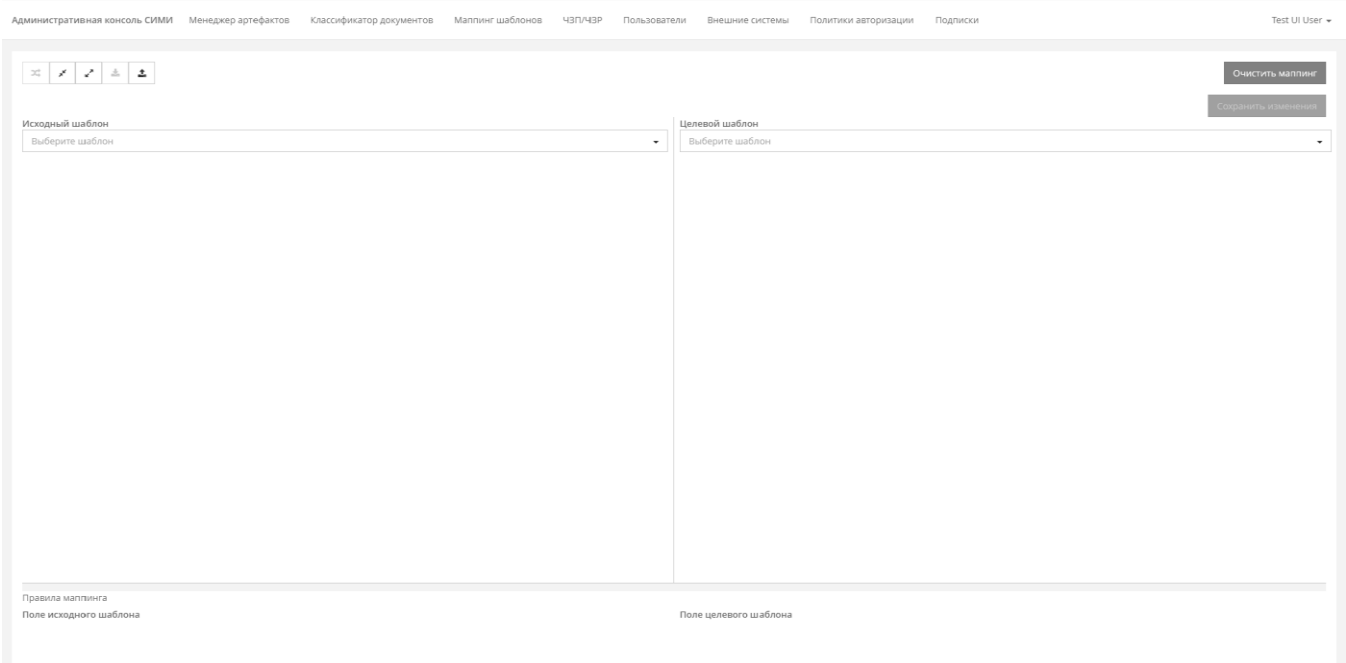 Административная консоль СИМИ Менеджер артефактов Классификатор документов Маппинг шаблонов ЧЗП/ЧЗР Пользователи Внешние системы Политики авторизации Подписки Test UI User
Очистить маппинг
Сохранить изменения
Исходный шаблон Целевой шаблон
Выберите шаблон Выберите шаблон
Правила маппинга
Поле исходного шаблона Поле целевого шаблона